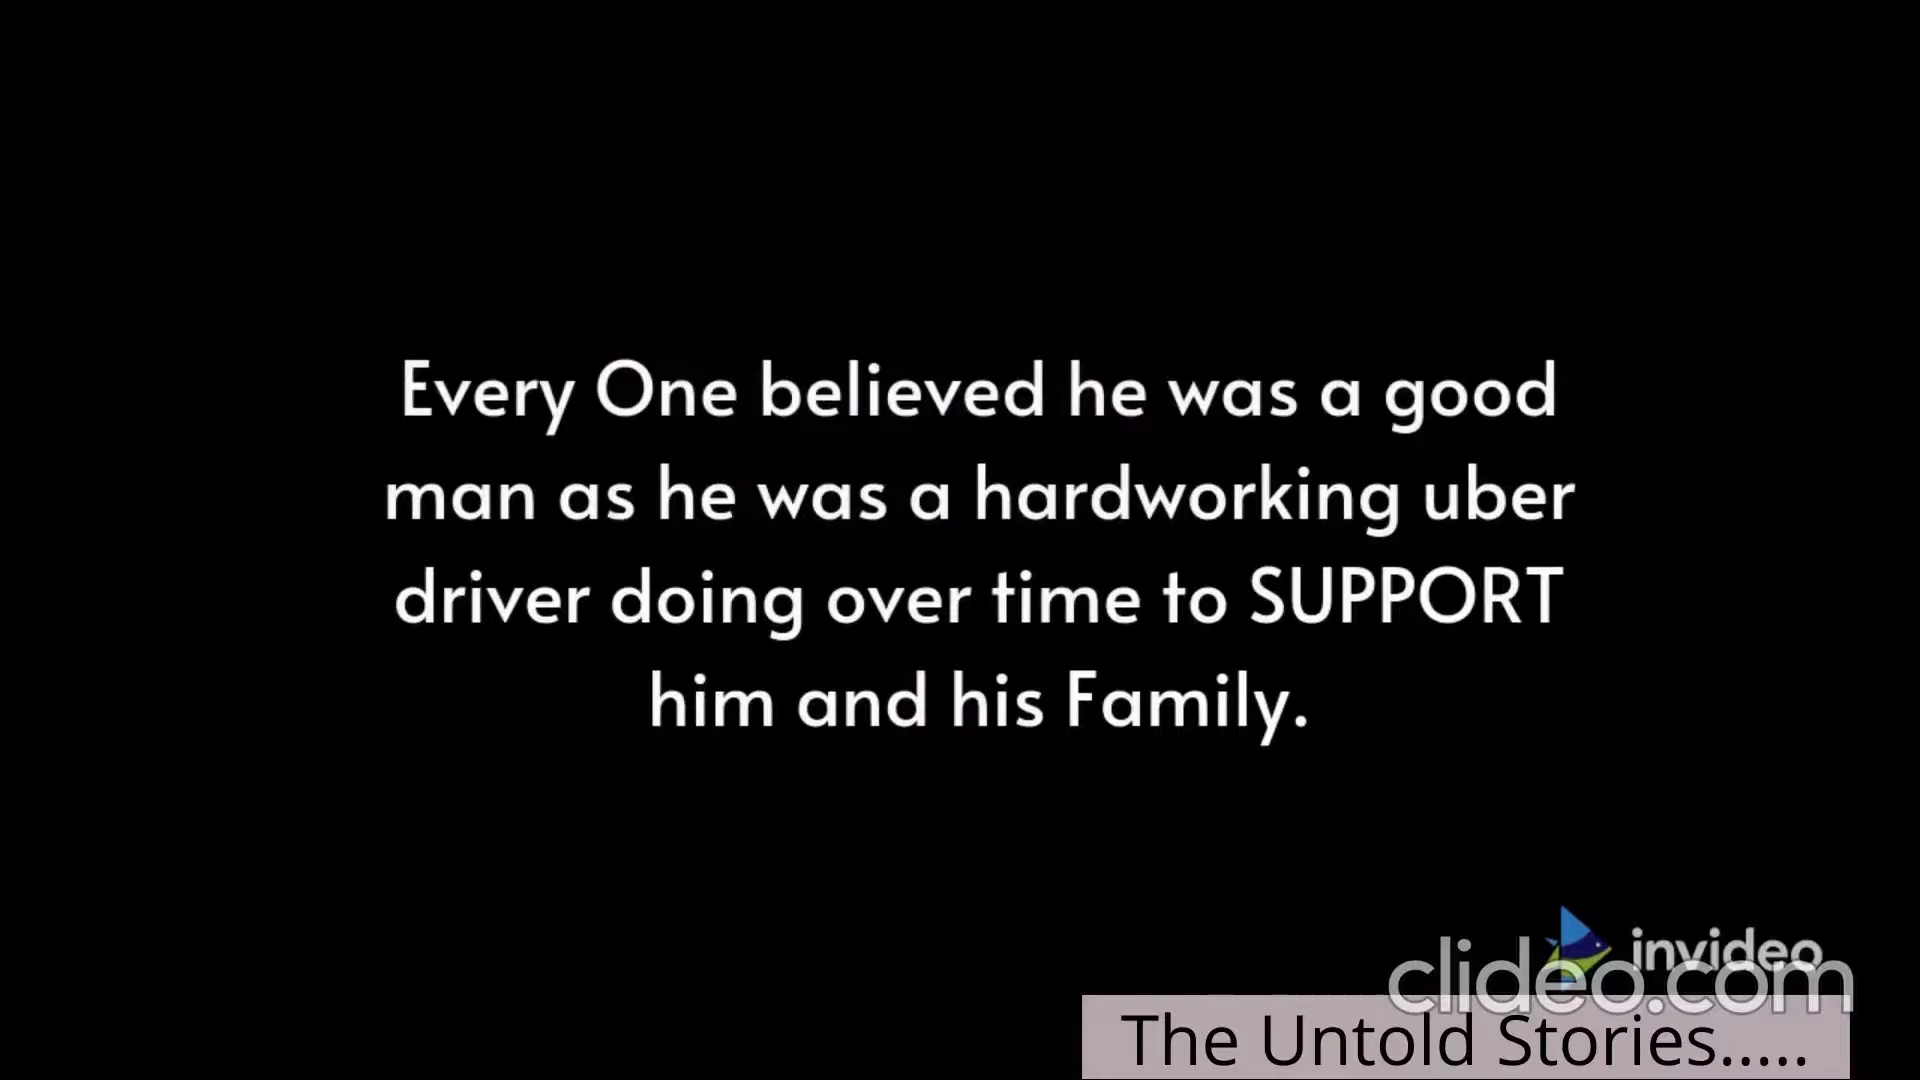 Every One believed he was a good
man as he was a hardworking uber
driver doing over time to SUPPORT
him and his Family.
invideo
clideo.com
The Untold Stories.....